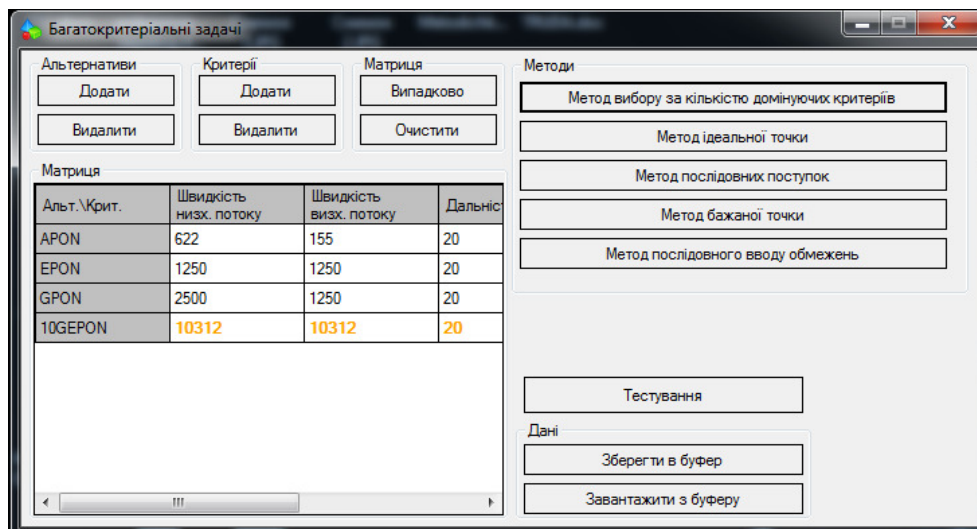 Багатокритеріальні задачі
Альтернативи
Додати
Видалити
Критерії
Додати
Видалити
Матриця
Випадково
Очистити
Матриця
Альт.\Крит. Швидкість низх. потоку Швидкість визх. потоку Дальніс
APON 622 155 20
EPON 1250 1250 20
GPON 2500 1250 20
10GEPON 10312 10312 20
Методи
Метод вибору за кількістю домінуючих критеріїв
Метод ідеальної точки
Метод послідовних поступок
Метод бажаної точки
Метод послідовного вводу обмежень
Тестування
Дані
Зберегти в буфер
Завантажити з буферу